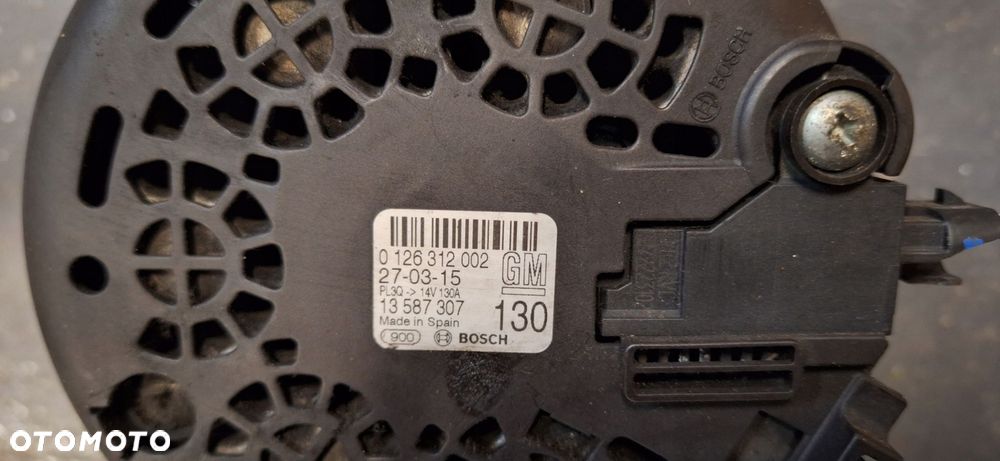 BOSCH
0 126 312 002
27-03-15
GM
PL3Q -> 14V 130A
13 587 307
130
Made in Spain
900 BOSCH
OTOMOTO